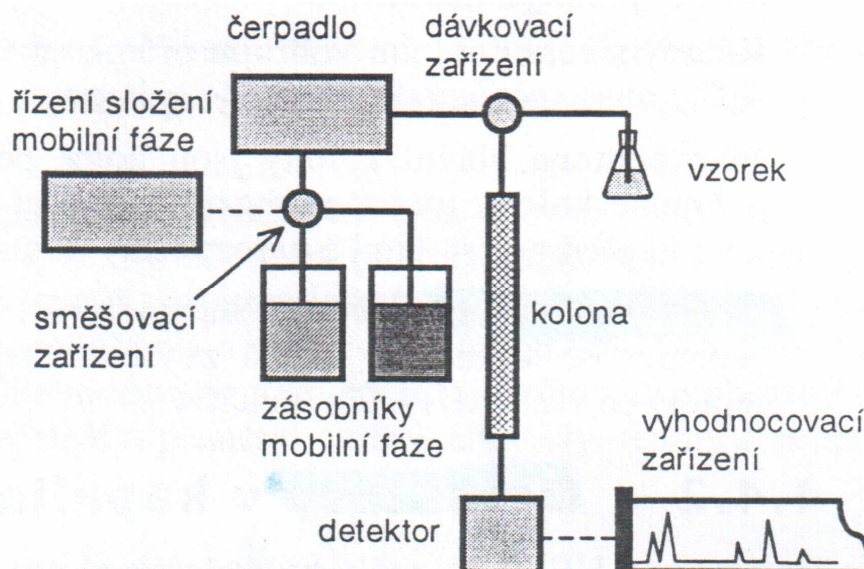 čerpadlo
dávkovací
zařízení
řízení složení
mobilní fáze
vzorek
směšovací
zařízení
kolona
zásobníky
mobilní fáze
vyhodnocovací
zařízení
detektor